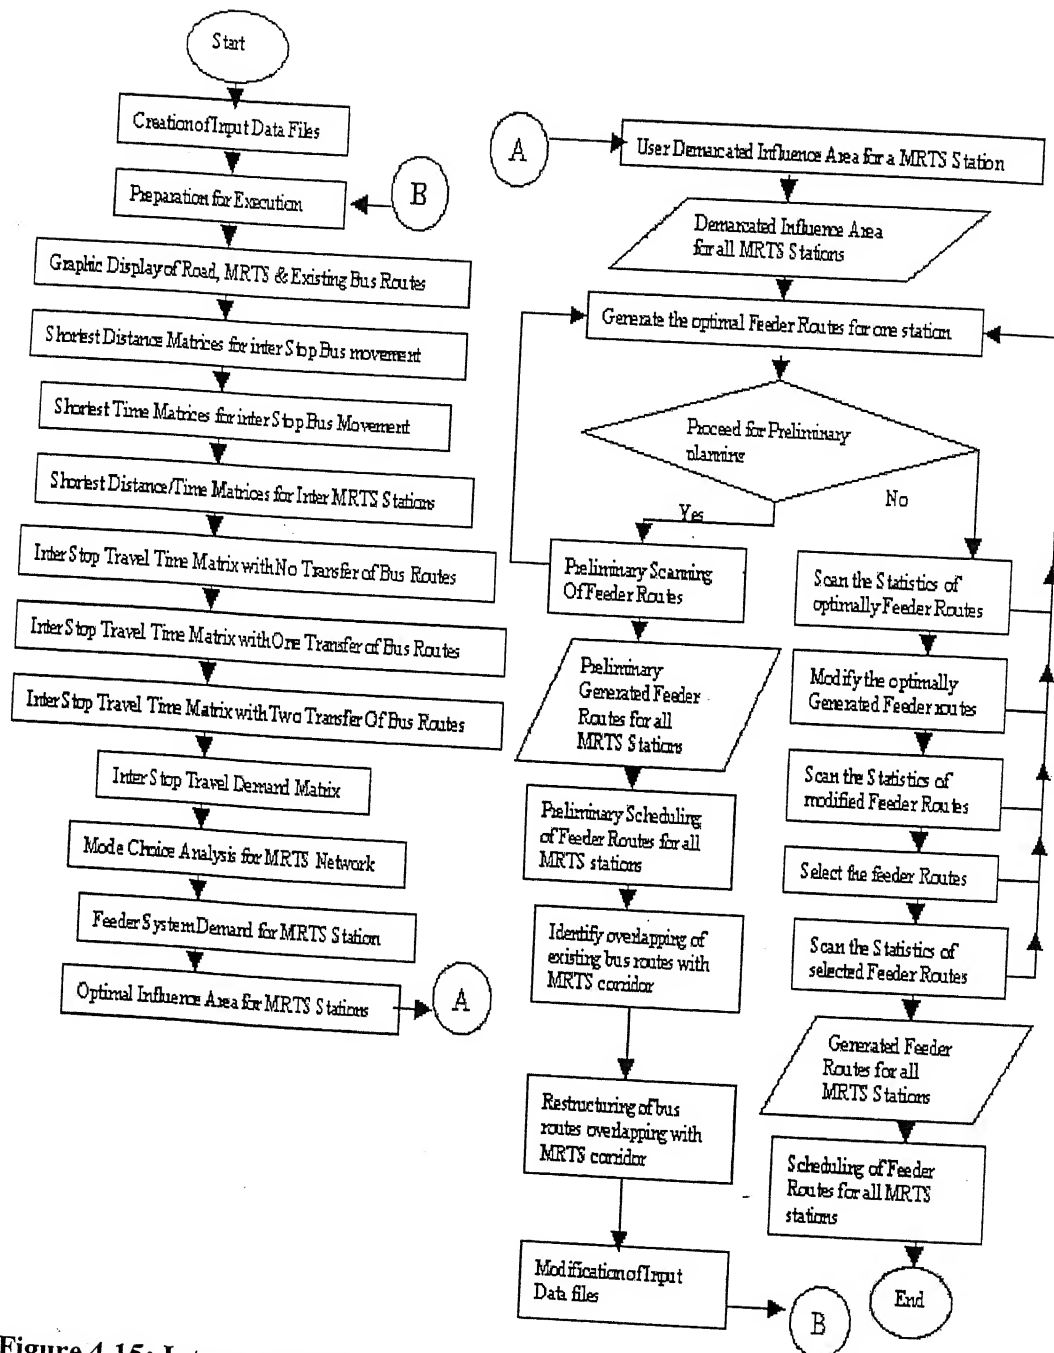 Start
Creation of Input Data Files
Preparation for Execution
B
Graphic Display of Road, MRTS & Existing Bus Routes
Shortest Distance Matrices for inter Stop Bus movement
Shortest Time Matrices for inter Stop Bus Movement
Shortest Distance/Time Matrices for Inter MRTS Stations
Inter Stop Travel Time Matrix with No Transfer of Bus Routes
Inter Stop Travel Time Matrix with One Transfer of Bus Routes
Inter Stop Travel Time Matrix with Two Transfer Of Bus Routes
Inter Stop Travel Demand Matrix
Mode Choice Analysis for MRTS Network
Feeder System Demand for MRTS Station
Optimal Influence Area for MRTS Stations
A
A
User Demarcated Influence Area for a MRTS Station
Demarcated Influence Area
for all MRTS Stations
Generate the optimal Feeder Routes for one station
Proceed for Preliminary
planning
Yes
No
Preliminary Scanning
Of Feeder Routes
Preliminary
Generated Feeder
Routes for all
MRTS Stations
Preliminary Scheduling
of Feeder Routes for all
MRTS stations
Identify overlapping of
existing bus routes with
MRTS corridor
Restructuring of bus
routes overlapping with
MRTS corridor
Modification of Input
Data files
B
Scan the Statistics of
optimally Feeder Routes
Modify the optimally
Generated Feeder routes
Scan the Statistics of
modified Feeder Routes
Select the feeder Routes
Scan the Statistics of
selected Feeder Routes
Generated Feeder
Routes for all
MRTS Stations
Scheduling of Feeder
Routes for all MRTS
stations
End
Figure 4.15: